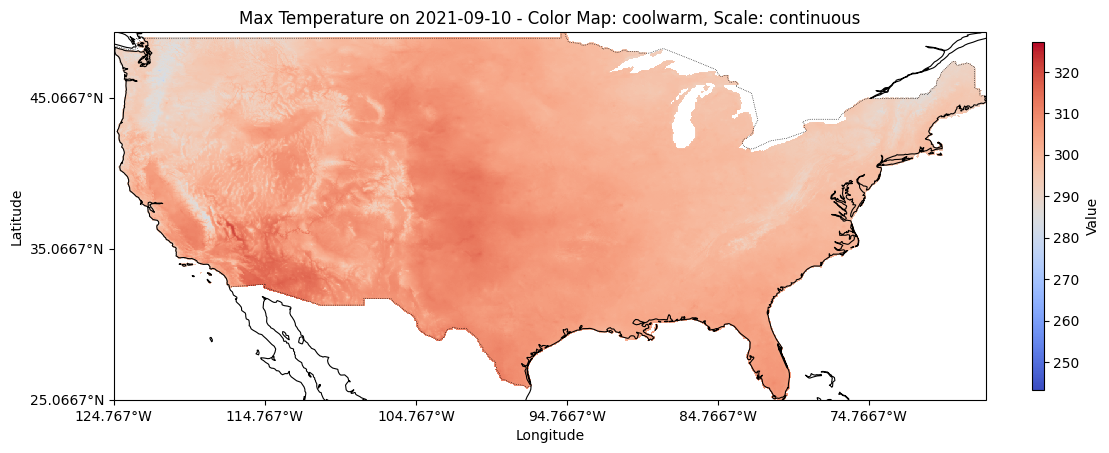 Max Temperature on 2021-09-10 - Color Map: coolwarm, Scale: continuous
Latitude
45.0667°N
35.0667°N
25.0667°N
124.767°W
114.767°W
104.7667°W
94.7667°W
84.7667°W
74.7667°W
Longitude
320
310
300
290
280
270
260
250
Value